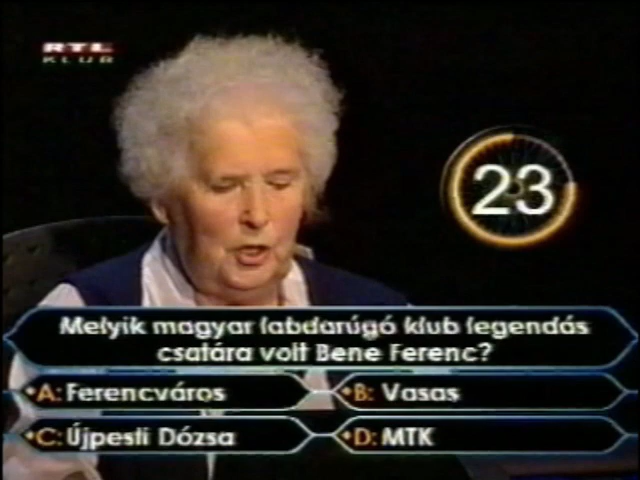 RTL
KLUB
23
Melyik magyar labdarúgó klub legendás
csatára volt Bene Ferenc?
A: Ferencváros
B: Vasas
C: Újpesti Dózsa
D: MTK